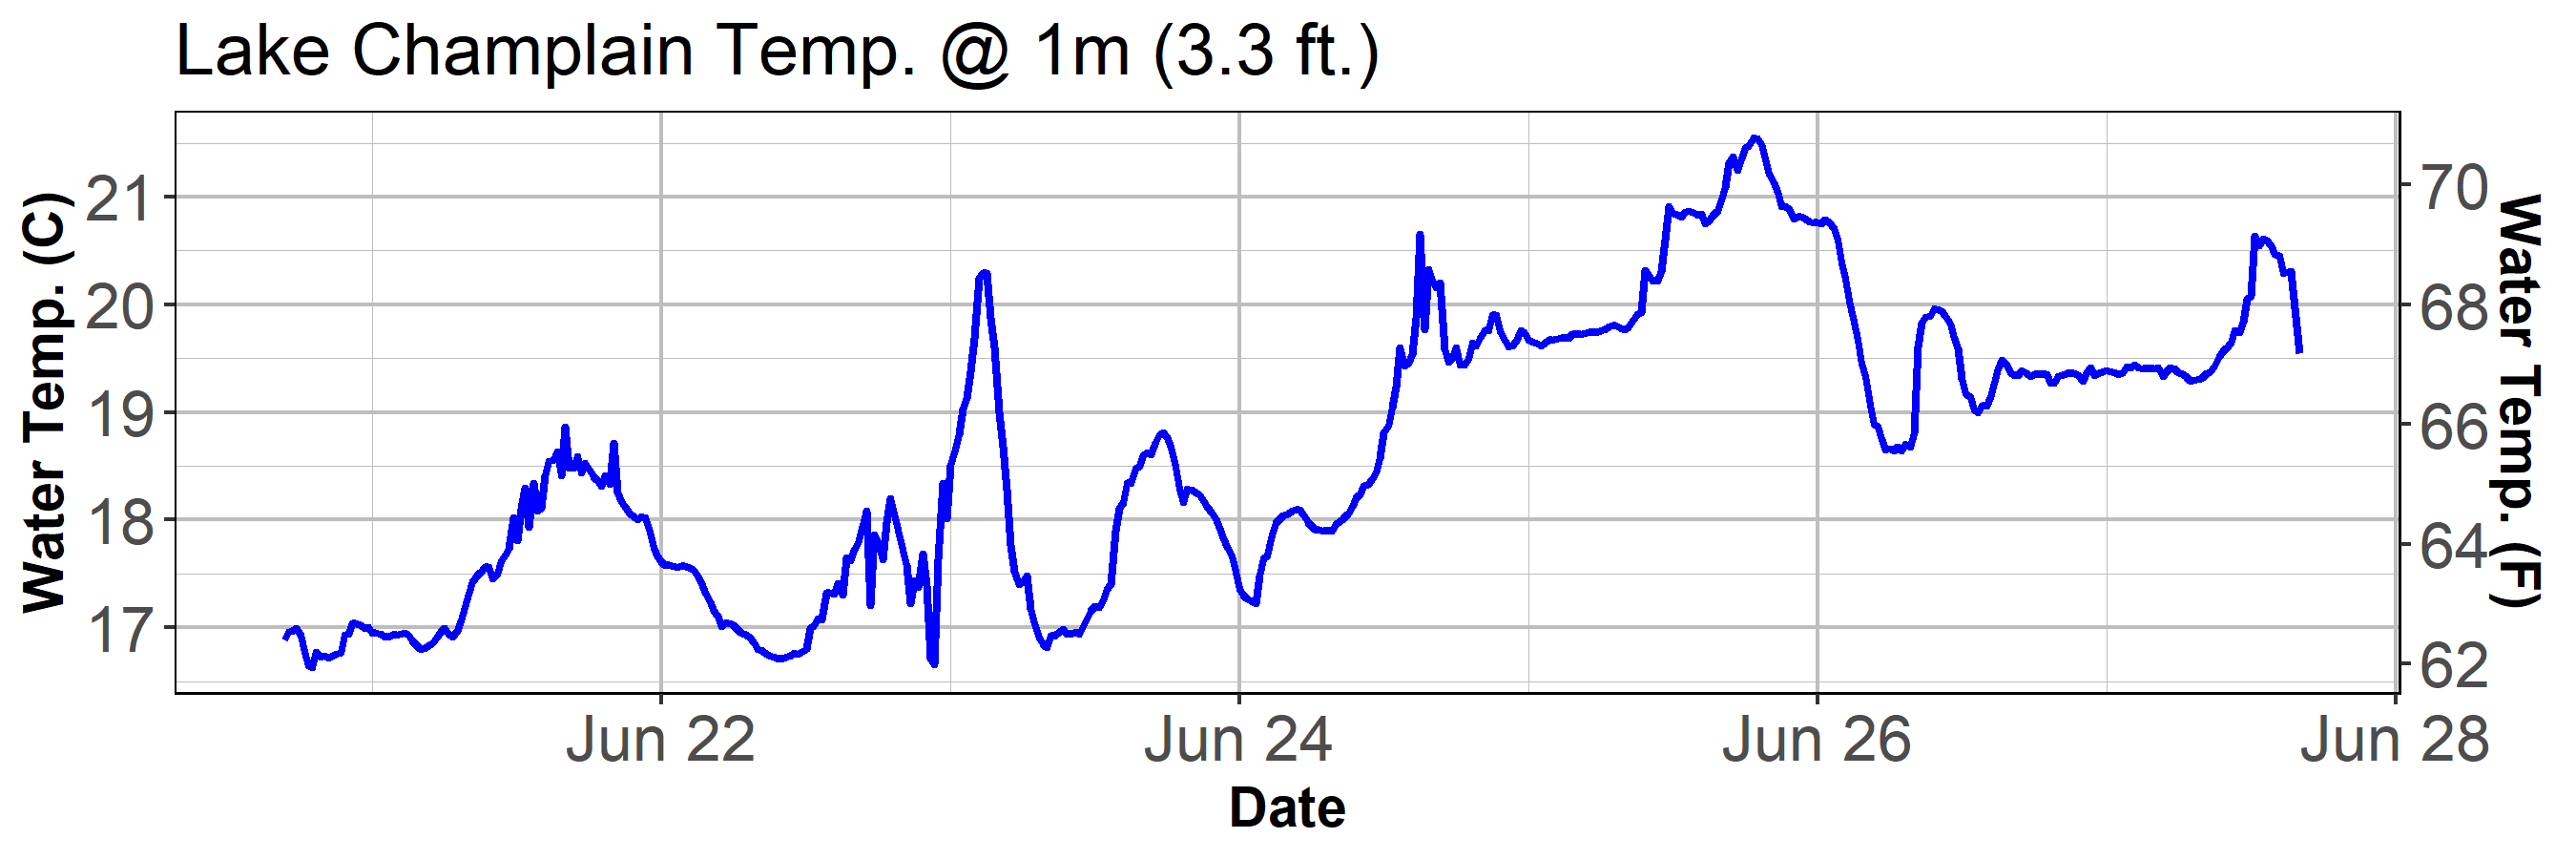 Lake Champlain Temp. @ 1m (3.3 ft.)
Water Temp. (C)
21
20
19
18
17
70
68
66
64
62
Water Temp. (F)
Jun 22 Jun 24 Jun 26 Jun 28
Date